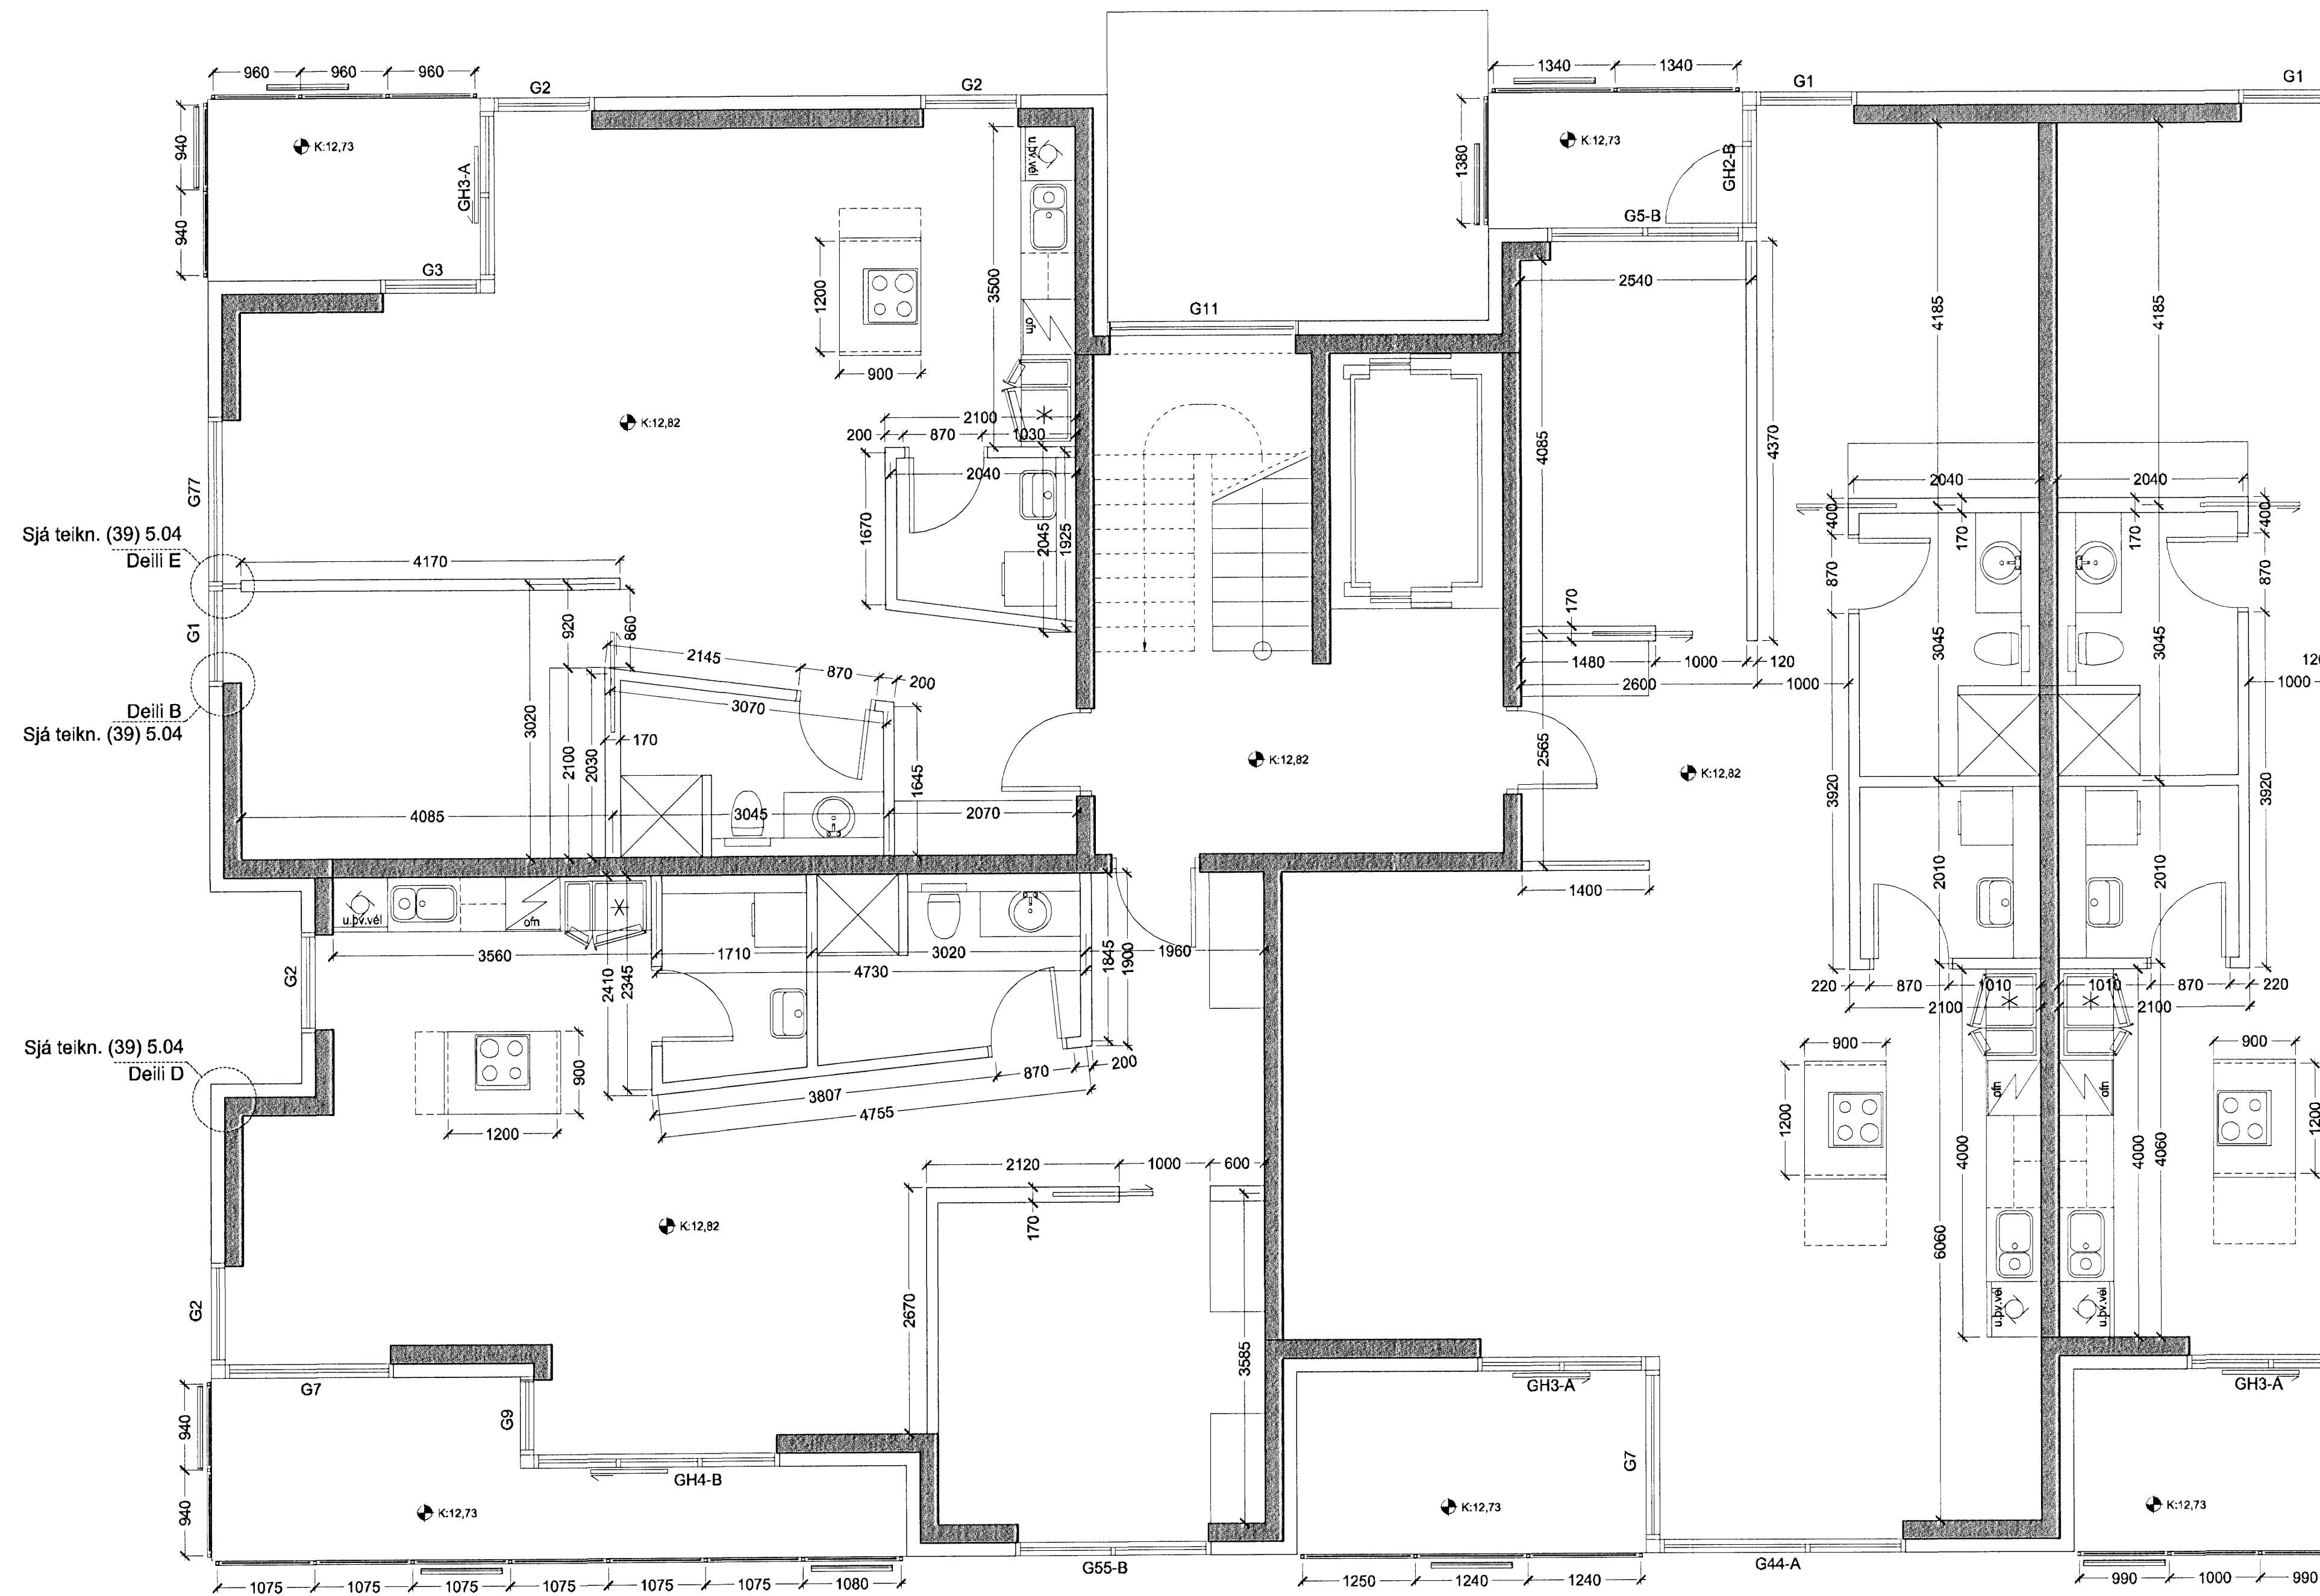 960 960 960
G2
G2
1340 1340
G1
G1
940
940
K:12,73
GH3-A
G3
u.þv.vél
3500
1200
900
ofn
G11
1380
K:12,73
GH2-B
G5-B
2540
4185
4185
4085
4370
K:12,82
2100
200 870 1030
2040
1670
2045
1925
G77
Sjá teikn. (39) 5.04
Deili E
4170
G1
920
860
2145
870
200
3070
170
3020
2100
2030
1645
Deili B
Sjá teikn. (39) 5.04
4085 3045 2070
K:12,82
170
1480 1000 120
2600 1000
2565
K:12,82
1400
2040 2040
400 400
170 170
870 870
3045 3045
120
1000
3920 3920
2010 2010
220 870 1010 1010 870 220
2100 2100
u.þv.vél
ofn
3560 1710 3020 1960
4730
2410
2345
1845
1900
G2
Sjá teikn. (39) 5.04
Deili D
900
1200
870
200
3807
4755
2120 1000 600
170
K:12,82
2670
3585
G2
G7
G9
GH4-B
940
940
K:12,73
1075 1075 1075 1075 1075 1075 1080
G55-B
900 900
1200 1200
ofn ofn
4000 4000 4060
6060
u.þv.vél u.þv.vél
GH3-A
GH3-A
G7
K:12,73
K:12,73
1250 1240 1240
G44-A
990 1000 990